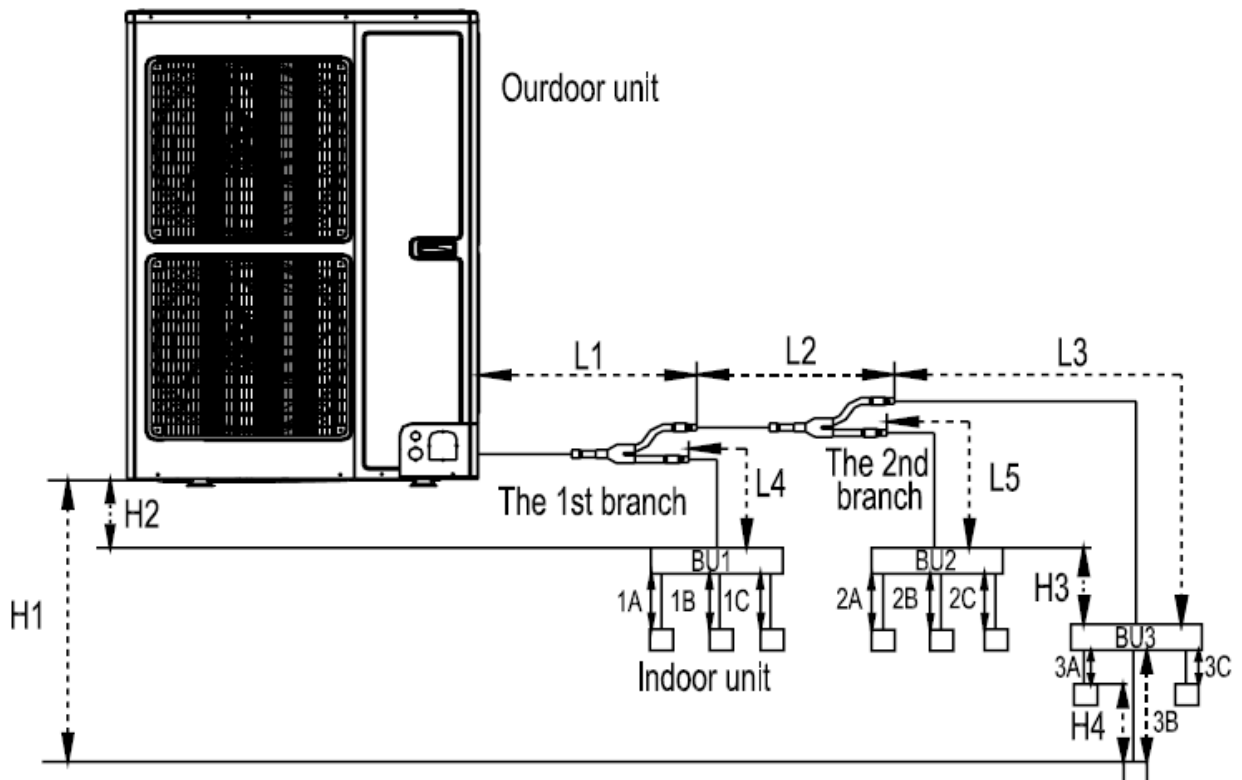 Ourdoor unit
L1
L2
L3
The 1st branch
L4
The 2nd
branch
L5
H2
BU1
BU2
H3
H1
1A
1B
1C
2A
2B
2C
BU3
Indoor unit
3A
3C
H4
3B